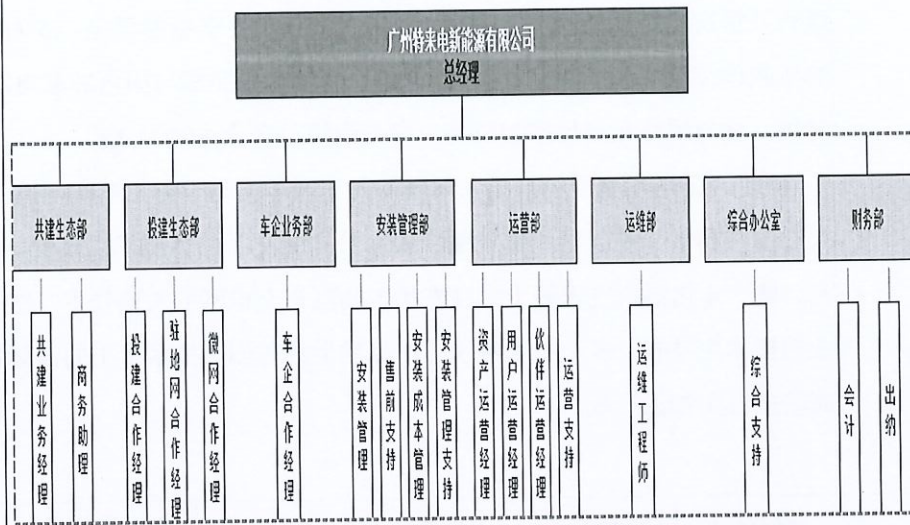 广州特来电新能源有限公司
总经理
共建生态部
投建生态部
车企业务部
安装管理部
运营部
运维部
综合办公室
财务部
共建业务经理
商务助理
投建合作经理
驻地网合作经理
微网合作经理
车企合作经理
安装管理
售前支持
安装成本管理
安装管理支持
资产运营经理
用户运营经理
伙伴运营经理
运营支持
运维工程师
综合支持
会计
出纳